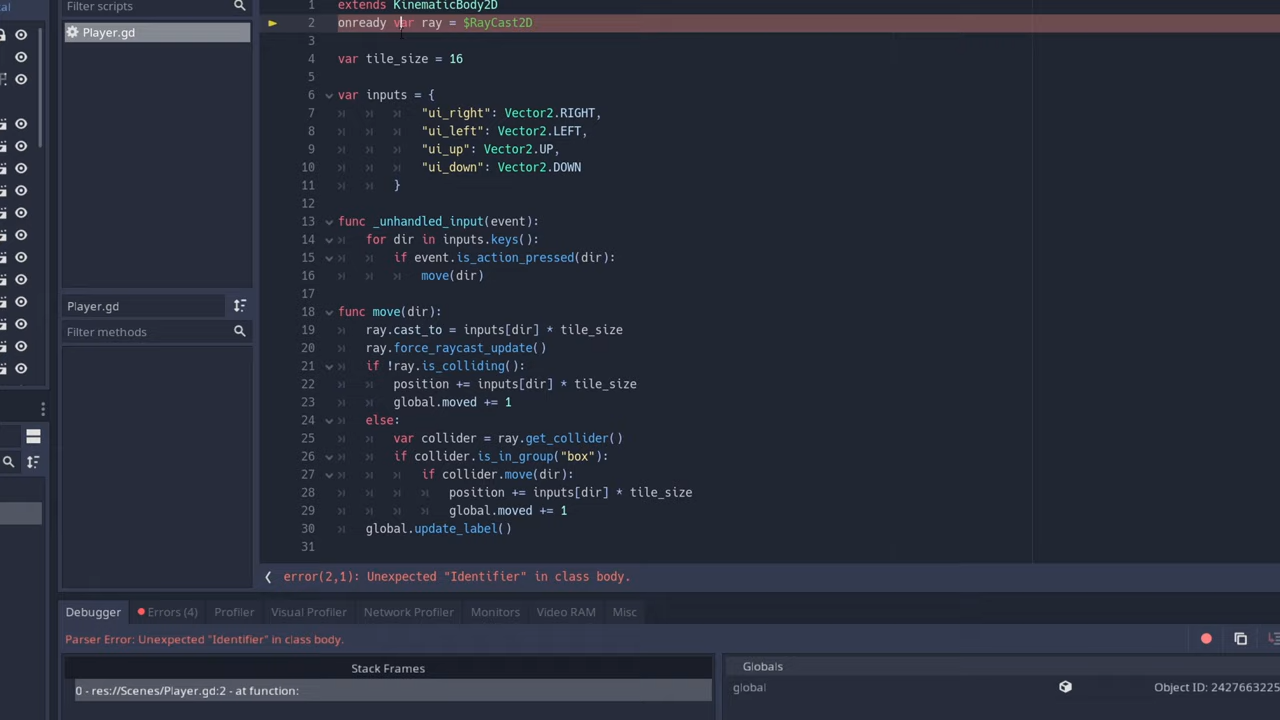 al
Filter scripts
Player.gd
Player.gd
Filter methods
1 extends KinematicBody2D
2 onready var ray = $RayCast2D
3
4 var tile_size = 16
5
6 var inputs = {
7 "ui_right": Vector2.RIGHT,
8 "ui_left": Vector2.LEFT,
9 "ui_up": Vector2.UP,
10 "ui_down": Vector2.DOWN
11 }
12
13 func _unhandled_input(event):
14 for dir in inputs.keys():
15 if event.is_action_pressed(dir):
16 move(dir)
17
18 func move(dir):
19 ray.cast_to = inputs[dir] * tile_size
20 ray.force_raycast_update()
21 if !ray.is_colliding():
22 position += inputs[dir] * tile_size
23 global.moved += 1
24 else:
25 var collider = ray.get_collider()
26 if collider.is_in_group("box"):
27 if collider.move(dir):
28 position += inputs[dir] * tile_size
29 global.moved += 1
30 global.update_label()
31
error(2,1): Unexpected "Identifier" in class body.
Debugger Errors (4) Profiler Visual Profiler Network Profiler Monitors Video RAM Misc
Parser Error: Unexpected "Identifier" in class body.
Stack Frames
0 - res://Scenes/Player.gd:2 - at function:
Globals
global Object ID: 2427663225